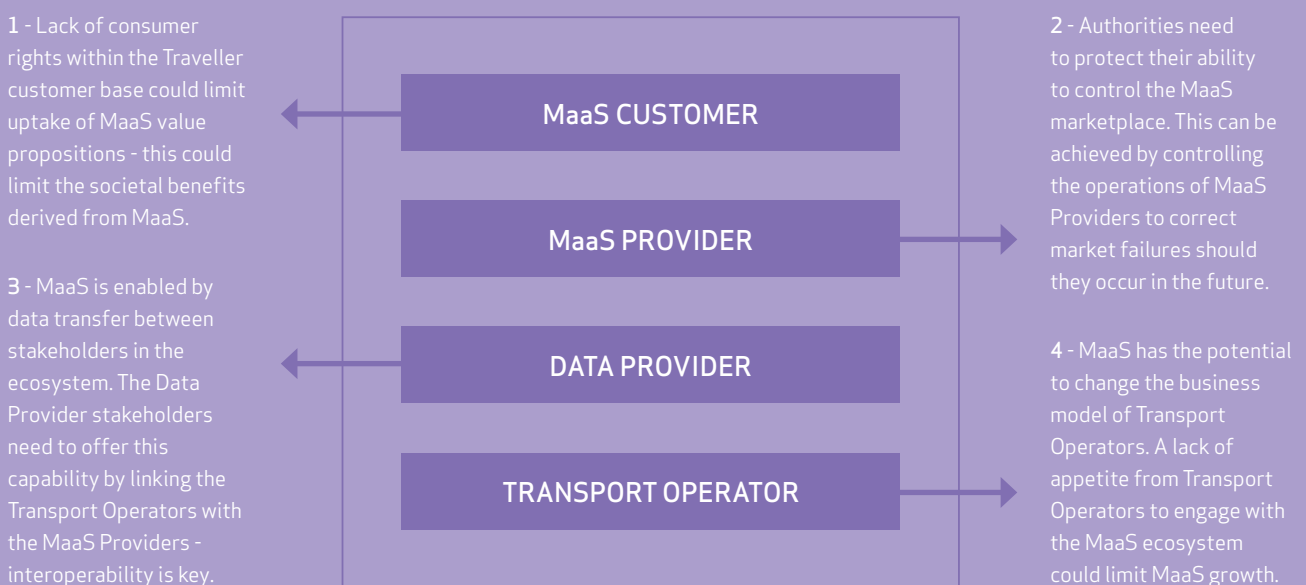 1 - Lack of consumer
rights within the Traveller
customer base could limit
uptake of MaaS value
propositions - this could
limit the societal benefits
derived from MaaS.
MaaS CUSTOMER
2 - Authorities need
to protect their ability
to control the MaaS
marketplace. This can be
achieved by controlling
the operations of MaaS
Providers to correct
market failures should
they occur in the future.
MaaS PROVIDER
3 - MaaS is enabled by
data transfer between
stakeholders in the
ecosystem. The Data
Provider stakeholders
need to offer this
capability by linking the
Transport Operators with
the MaaS Providers -
interoperability is key.
DATA PROVIDER
4 - MaaS has the potential
to change the business
model of Transport
Operators. A lack of
appetite from Transport
Operators to engage with
the MaaS ecosystem
could limit MaaS growth.
TRANSPORT OPERATOR